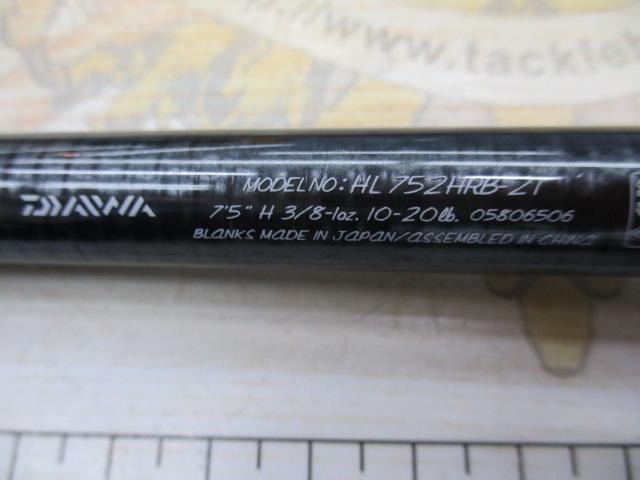 www.tackleb
MODEL NO: HL 752HRB-ZT
DAIWA 7'5" H 3/8-1oz. 10-20lb. 05806506
BLANKS MADE IN JAPAN/ASSEMBLED IN CHINA